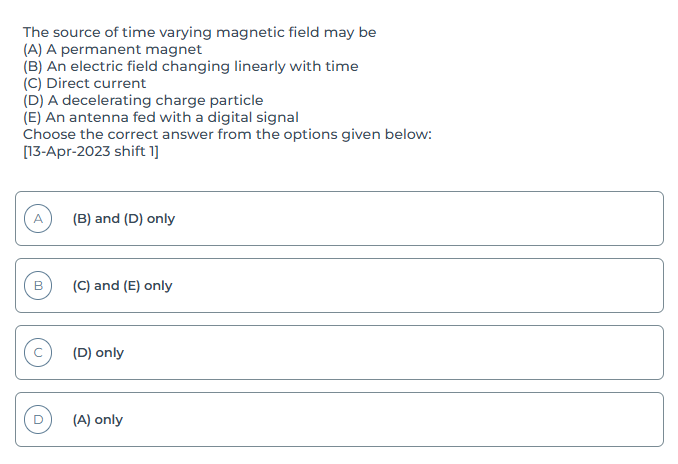 The source of time varying magnetic field may be
(A) A permanent magnet
(B) An electric field changing linearly with time
(C) Direct current
(D) A decelerating charge particle
(E) An antenna fed with a digital signal
Choose the correct answer from the options given below:
[13-Apr-2023 shift 1]
A (B) and (D) only
B (C) and (E) only
C (D) only
D (A) only